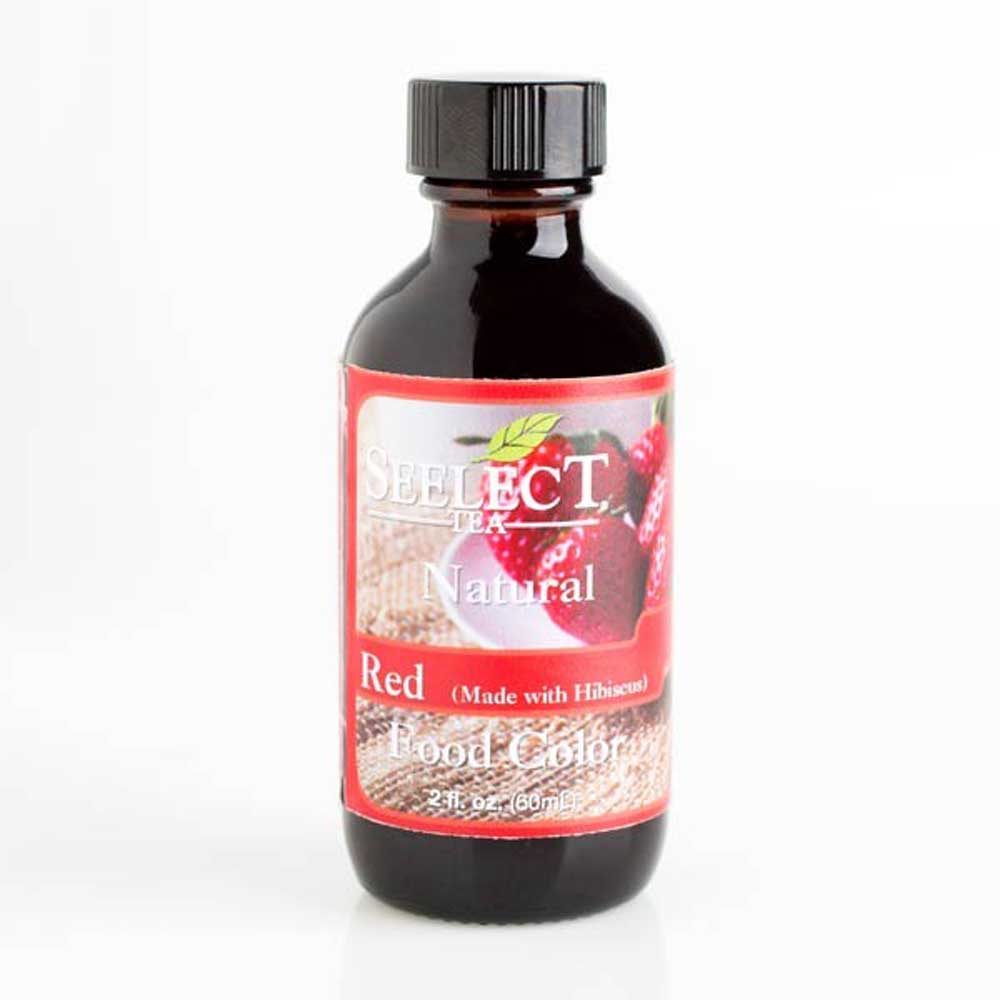 SEELECT
TEA
Natural
Red (Made with Hibiscus)
Food Color
2 fl. oz. (60mL)